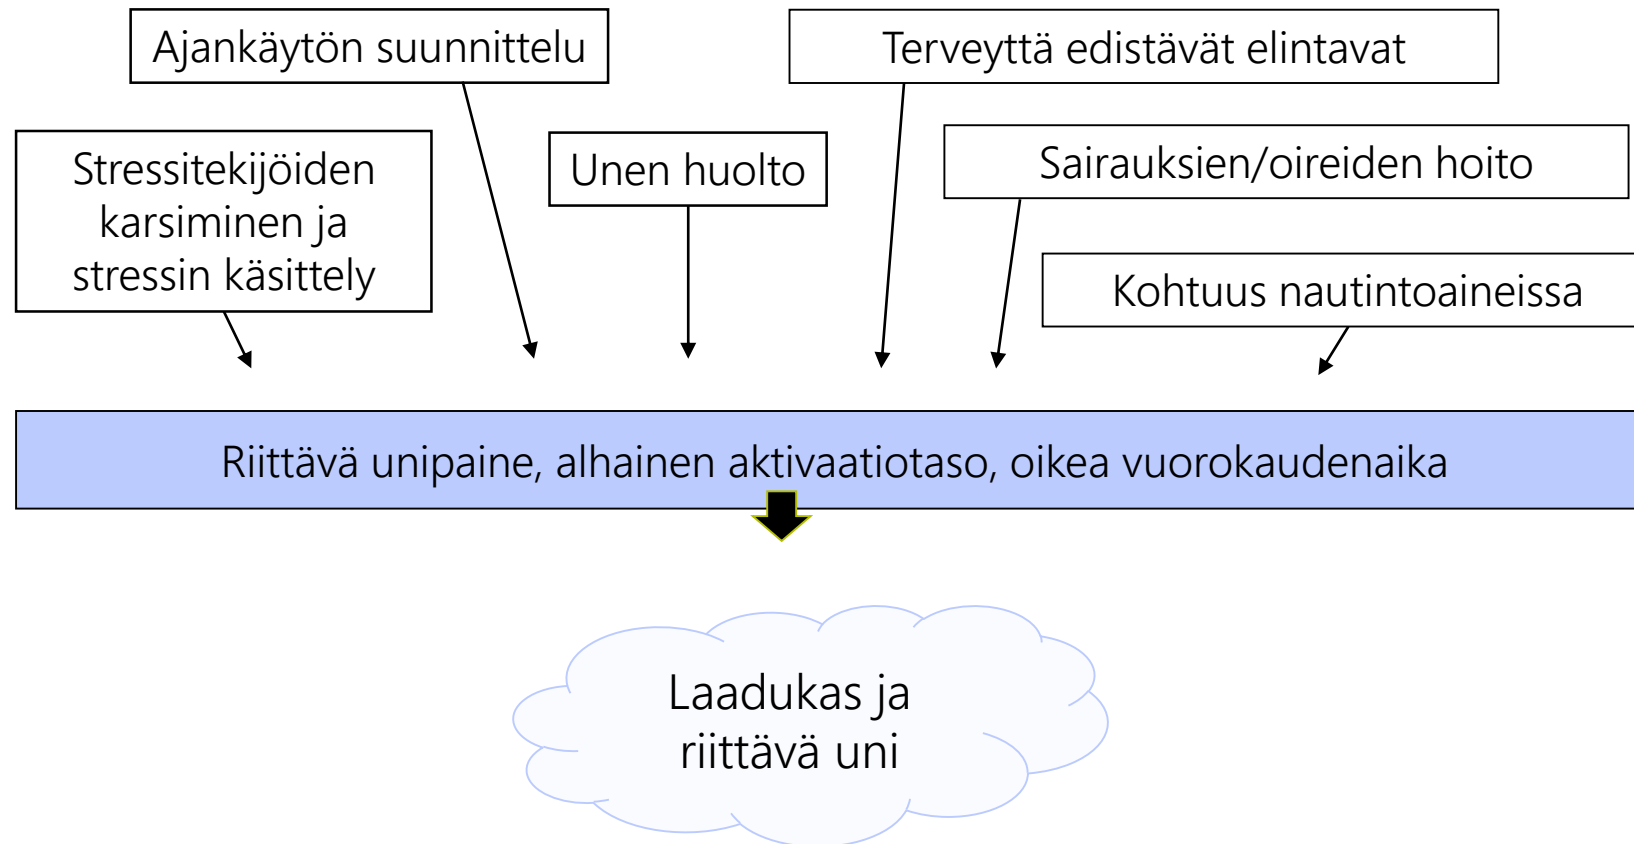 Ajankäytön suunnittelu
Terveyttä edistävät elintavat
Stressitekijöiden
karsiminen ja
stressin käsittely
Unen huolto
Sairauksien/oireiden hoito
Kohtuus nautintoaineissa
Riittävä unipaine, alhainen aktivaatiotaso, oikea vuorokaudenaika
Laadukas ja
riittävä uni